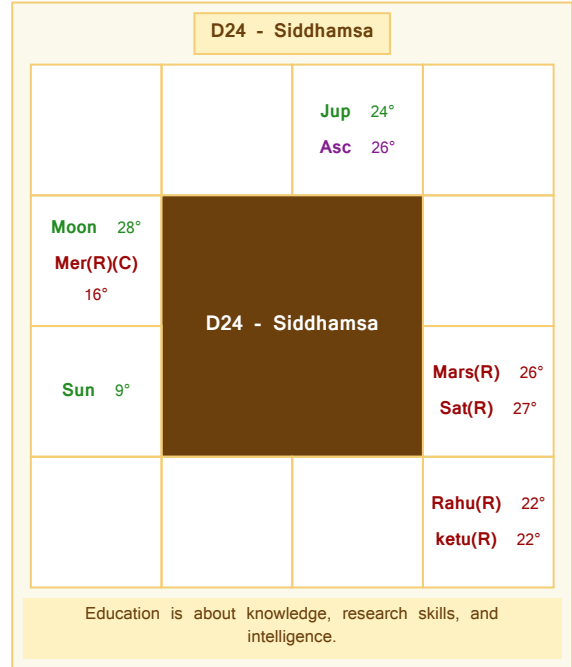 D24 - Siddhamsa
Jup 24°
Asc 26°
Moon 28°
Mer(R)(C)
16°
D24 - Siddhamsa
Sun 9°
Mars(R) 26°
Sat(R) 27°
Rahu(R) 22°
ketu(R) 22°
Education is about knowledge, research skills, and
intelligence.